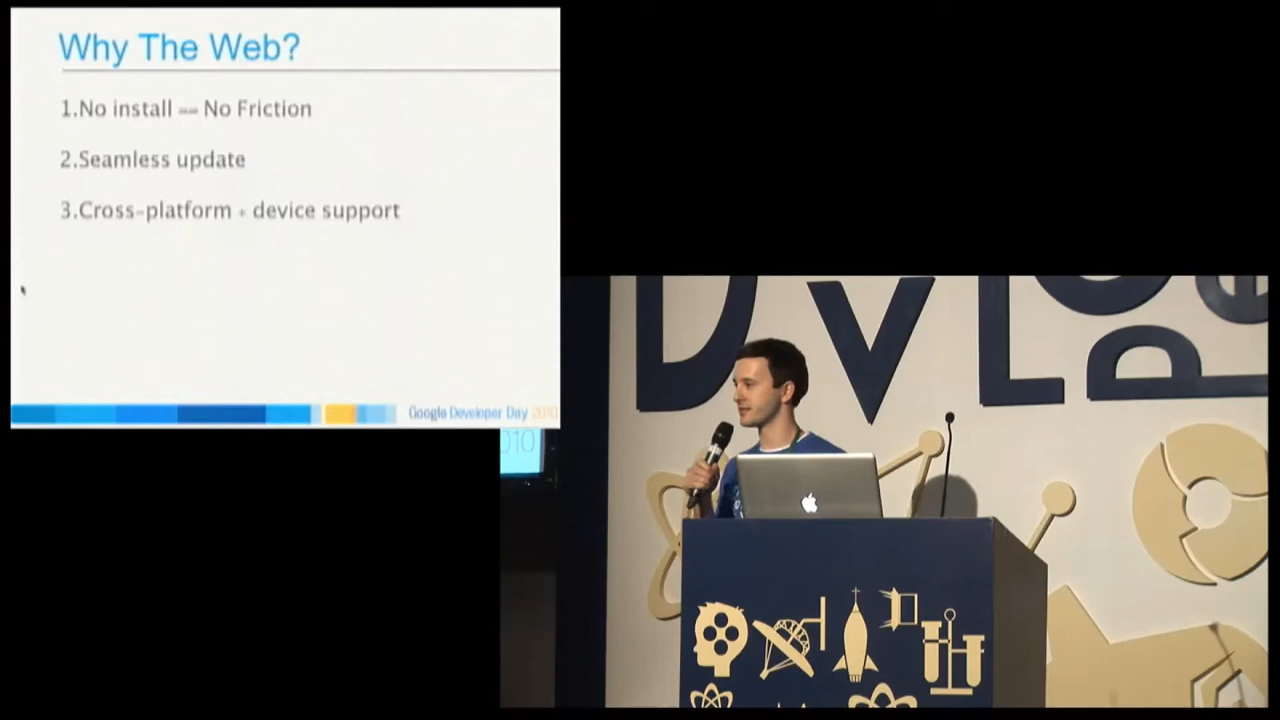 Why The Web?
1.No install == No Friction
2.Seamless update
3.Cross-platform + device support
Google Developer Day 2010
010